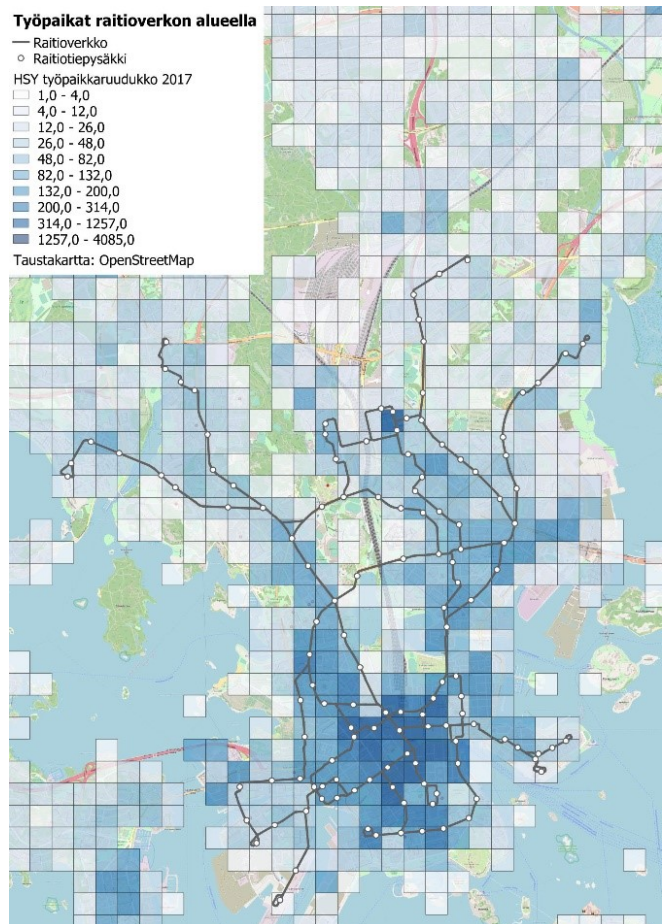 Työpaikat raitioverkon alueella
Raitioverkko
Raitiotiepysäkki
HSY työpaikkaruudukko 2017
1,0 - 4,0
4,0 - 12,0
12,0 - 26,0
26,0 - 48,0
48,0 - 82,0
82,0 - 132,0
132,0 - 200,0
200,0 - 314,0
314,0 - 1257,0
1257,0 - 4085,0
Taustakartta: OpenStreetMap